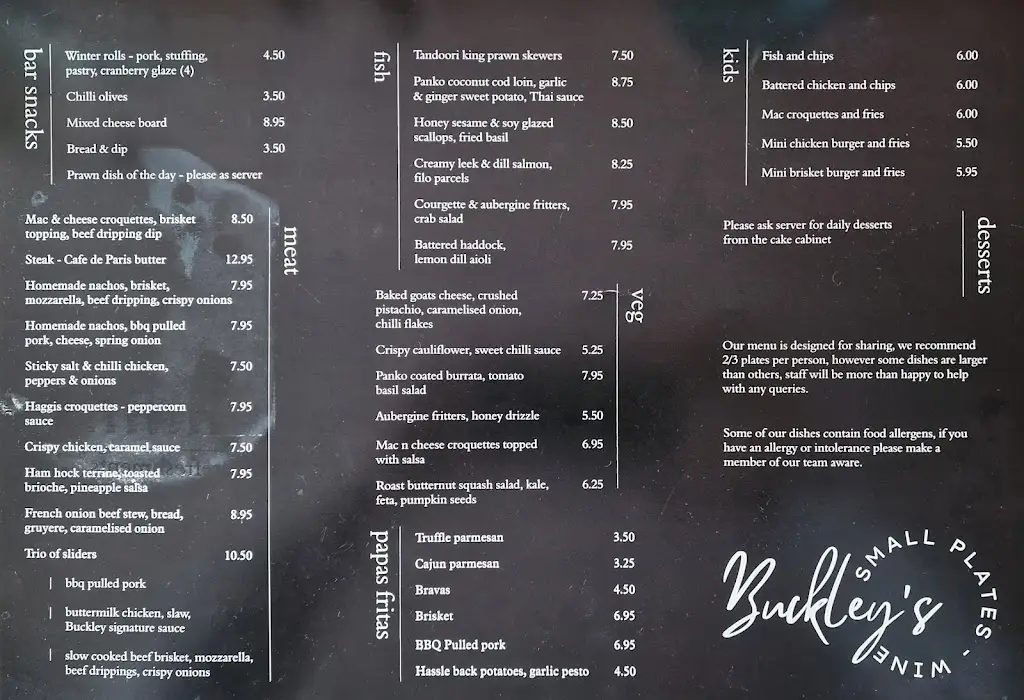 bar snacks
Winter rolls - pork, stuffing, 4.50
pastry, cranberry glaze (4)
Chilli olives 3.50
Mixed cheese board 8.95
Bread & dip 3.50
Prawn dish of the day - please as server
meat
Mac & cheese croquettes, brisket 8.50
topping, beef dripping dip
Steak - Cafe de Paris butter 12.95
Homemade nachos, brisket, 7.95
mozzarella, beef dripping, crispy onions
Homemade nachos, bbq pulled 7.95
pork, cheese, spring onion
Sticky salt & chilli chicken, 7.50
peppers & onions
Haggis croquettes - peppercorn 7.95
sauce
Crispy chicken, caramel sauce 7.50
Ham hock terrine, toasted 7.95
brioche, pineapple salsa
French onion beef stew, bread, 8.95
gruyere, caramelised onion
Trio of sliders 10.50
| bbq pulled pork
| buttermilk chicken, slaw,
Buckley signature sauce
| slow cooked beef brisket, mozzarella,
beef drippings, crispy onions
fish
Tandoori king prawn skewers 7.50
Panko coconut cod loin, garlic 8.75
& ginger sweet potato, Thai sauce
Honey sesame & soy glazed 8.50
scallops, fried basil
Creamy leek & dill salmon, 8.25
filo parcels
Courgette & aubergine fritters, 7.95
crab salad
Battered haddock, 7.95
lemon dill aioli
veg
Baked goats cheese, crushed 7.25
pistachio, caramelised onion,
chilli flakes
Crispy cauliflower, sweet chilli sauce 5.25
Panko coated burrata, tomato 7.95
basil salad
Aubergine fritters, honey drizzle 5.50
Mac n cheese croquettes topped 6.95
with salsa
Roast butternut squash salad, kale, 6.25
feta, pumpkin seeds
papas fritas
Truffle parmesan 3.50
Cajun parmesan 3.25
Bravas 4.50
Brisket 6.95
BBQ Pulled pork 6.95
Hassle back potatoes, garlic pesto 4.50
kids
Fish and chips 6.00
Battered chicken and chips 6.00
Mac croquettes and fries 6.00
Mini chicken burger and fries 5.50
Mini brisket burger and fries 5.95
desserts
Please ask server for daily desserts
from the cake cabinet
Our menu is designed for sharing, we recommend
2/3 plates per person, however some dishes are larger
than others, staff will be more than happy to help
with any queries.
Some of our dishes contain food allergens, if you
have an allergy or intolerance please make a
member of our team aware.
Buckley's
SMALL PLATES · WINE